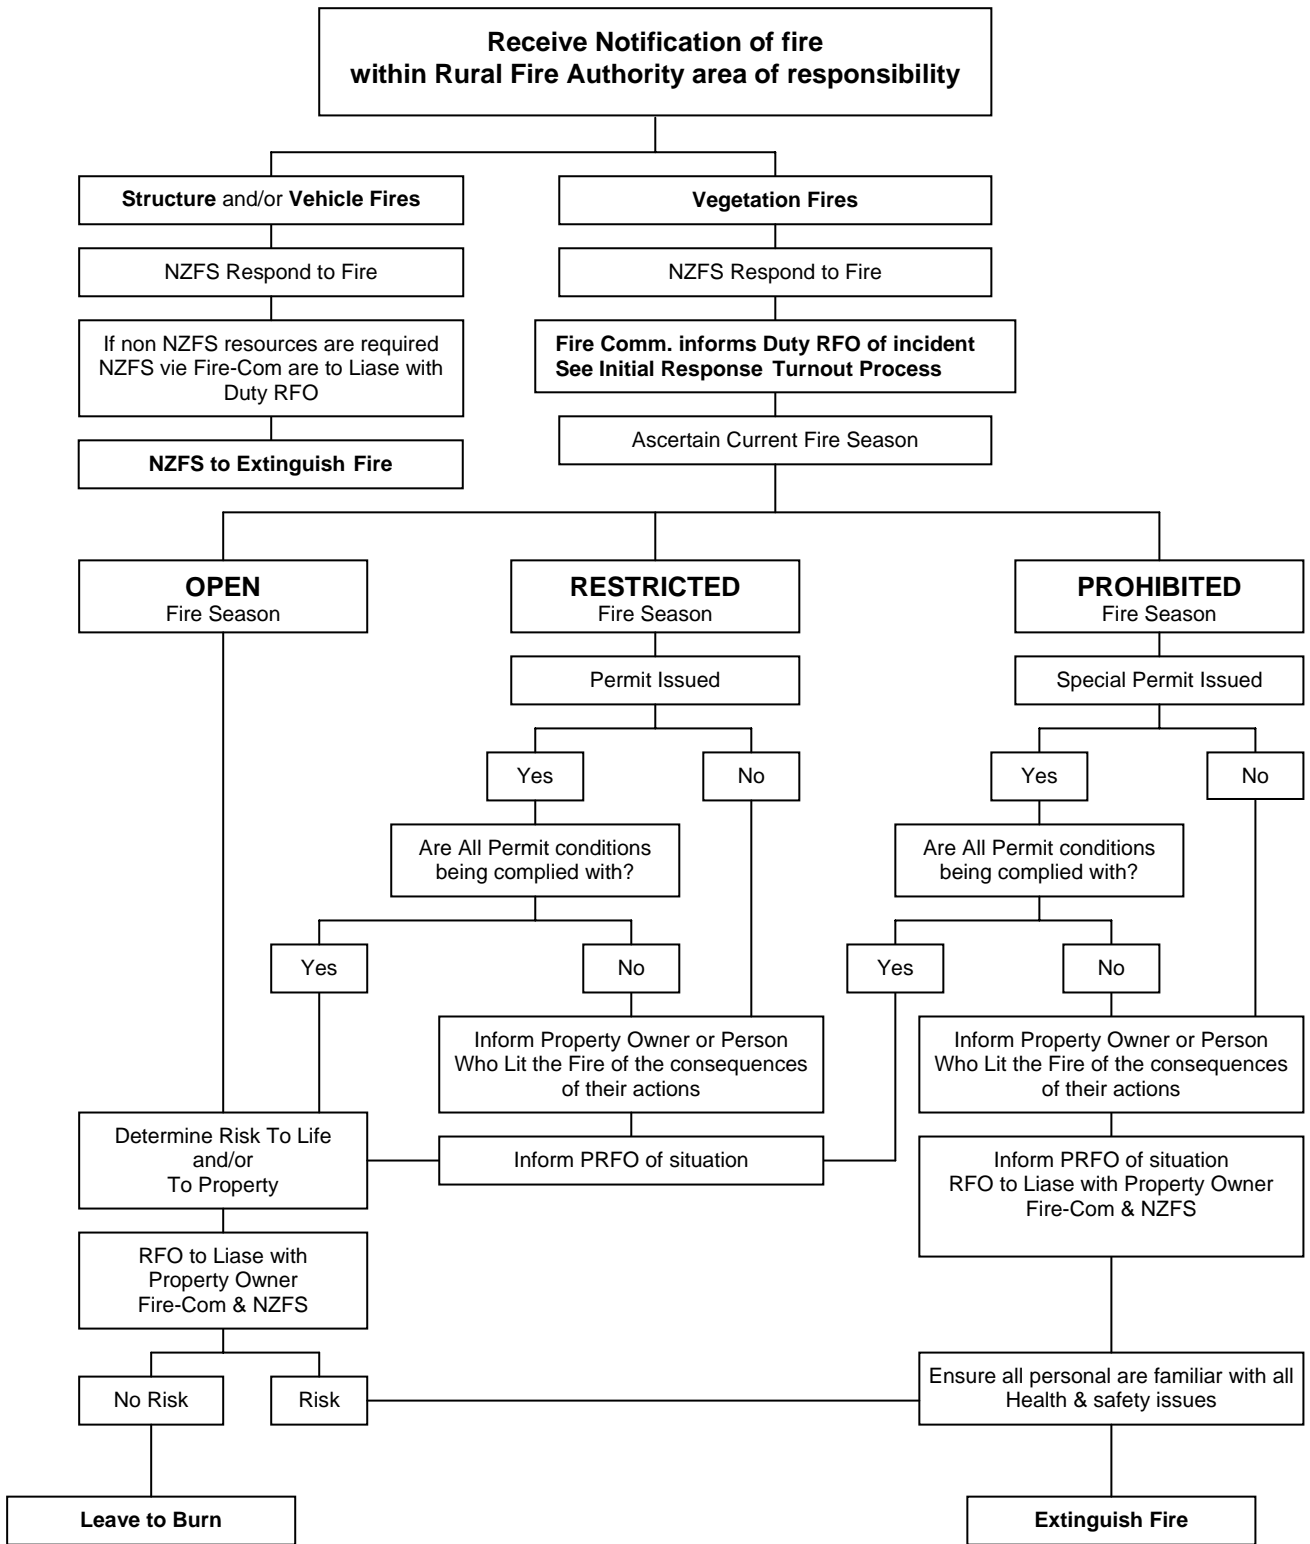 Receive Notification of fire
within Rural Fire Authority area of responsibility
Structure and/or Vehicle Fires
NZFS Respond to Fire
If non NZFS resources are required
NZFS vie Fire-Com are to Liase with
Duty RFO
NZFS to Extinguish Fire
Vegetation Fires
NZFS Respond to Fire
Fire Comm. informs Duty RFO of incident
See Initial Response Turnout Process
Ascertain Current Fire Season
OPEN
Fire Season
RESTRICTED
Fire Season
PROHIBITED
Fire Season
Permit Issued
Special Permit Issued
Yes
No
Yes
No
Are All Permit conditions
being complied with?
Are All Permit conditions
being complied with?
Yes
No
Yes
No
Inform Property Owner or Person
Who Lit the Fire of the consequences
of their actions
Inform Property Owner or Person
Who Lit the Fire of the consequences
of their actions
Determine Risk To Life
and/or
To Property
Inform PRFO of situation
Inform PRFO of situation
RFO to Liase with Property Owner
Fire-Com & NZFS
RFO to Liase with
Property Owner
Fire-Com & NZFS
No Risk
Risk
Ensure all personal are familiar with all
Health & safety issues
Leave to Burn
Extinguish Fire